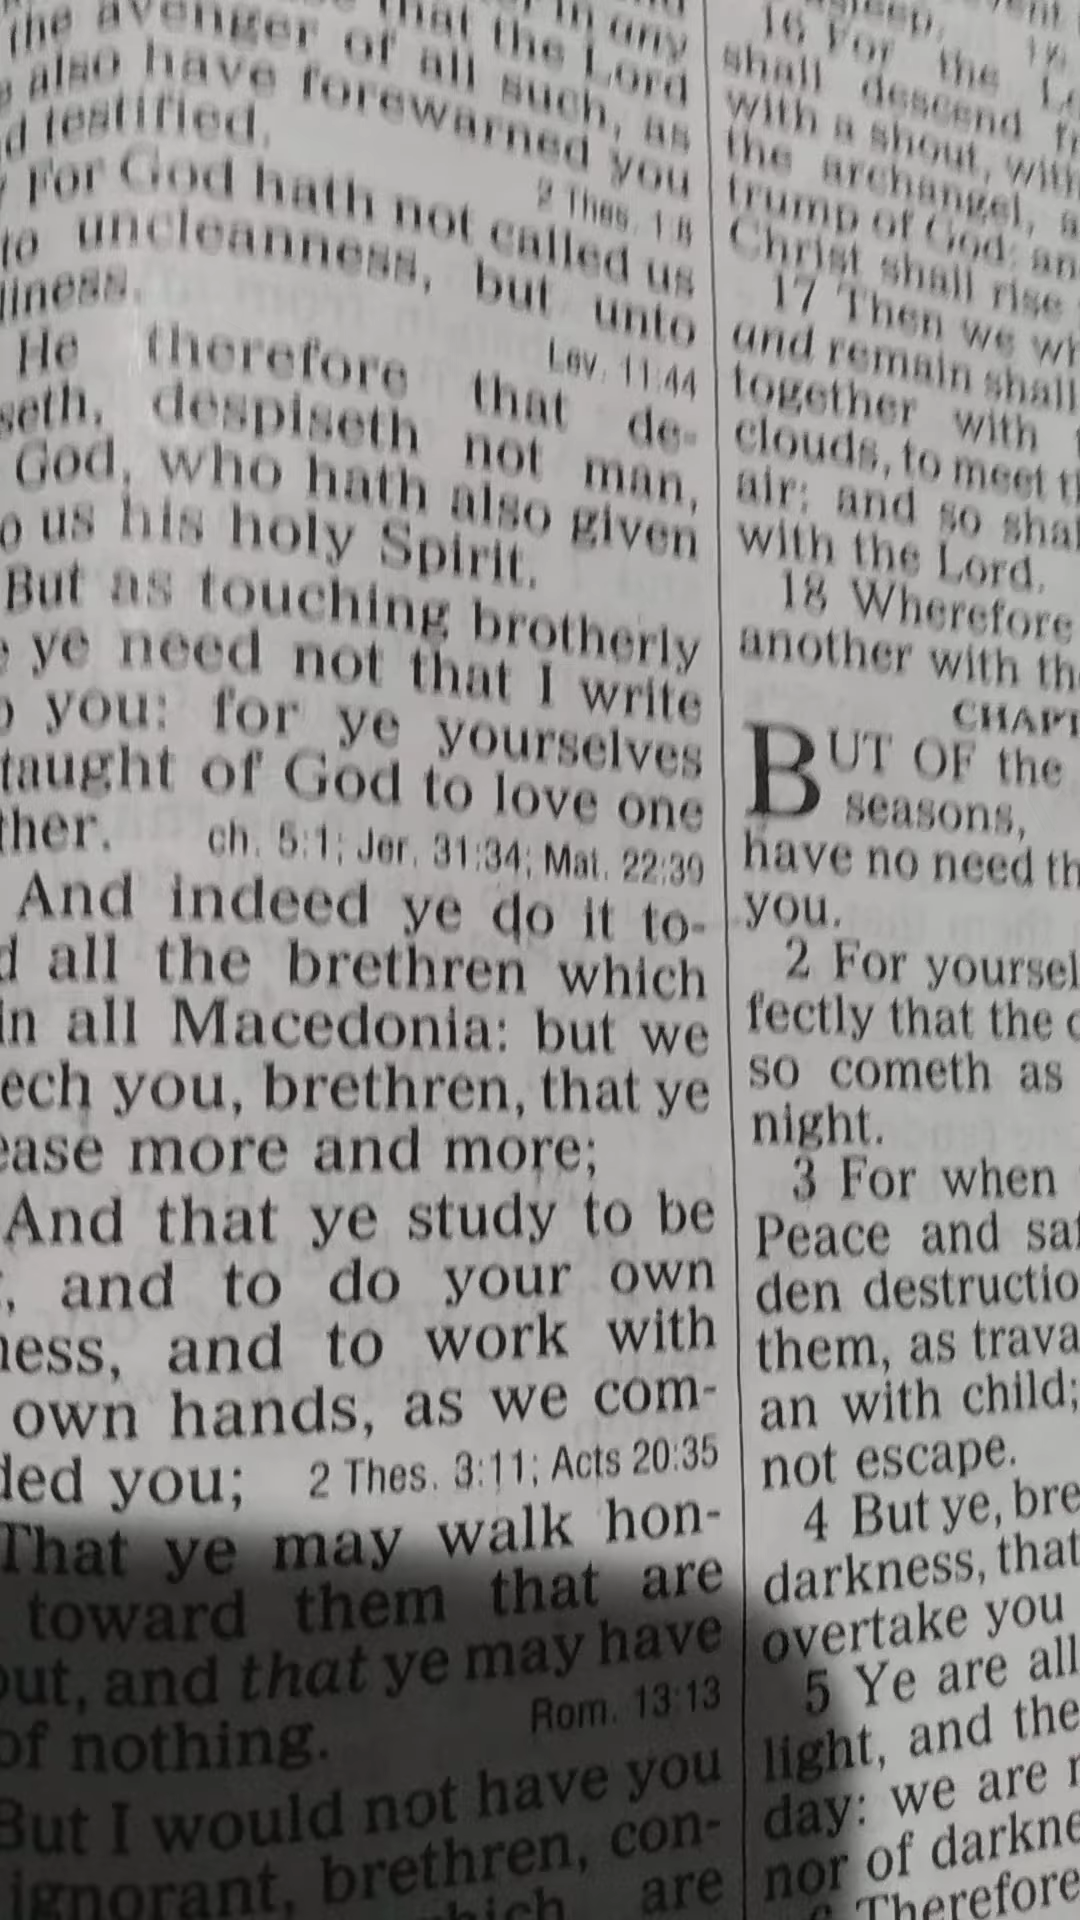 that the Lord
the avenger of all such, as
also have forewarned you
testified.
2 Thes. 1:8
For God hath not called us
to uncleanness, but unto
liness.
Lev. 11:44
He therefore that de-
seth, despiseth not man,
God, who hath also given
o us his holy Spirit.
But as touching brotherly
e ye need not that I write
o you: for ye yourselves
taught of God to love one
ther. ch. 5:1; Jer. 31:34; Mat. 22:39
And indeed ye do it to-
d all the brethren which
in all Macedonia: but we
ech you, brethren, that ye
ease more and more;
And that ye study to be
, and to do your own
ness, and to work with
own hands, as we com-
ded you; 2 Thes. 3:11; Acts 20:35
That ye may walk hon-
toward them that are
out, and that ye may have
of nothing. Rom. 13:13
But I would not have you
ignorant, brethren, con-
which are
16 For the
shall descend
with a shout, with
the archangel,
trump of God: an
Christ shall rise
17 Then we wh
and remain shall
together with
clouds, to meet th
air: and so shal
with the Lord.
18 Wherefore
another with the
CHAPT
BUT OF the
seasons,
have no need th
you.
2 For yoursel
fectly that the
so cometh as
night.
3 For when
Peace and saf
den destructio
them, as trava
an with child;
not escape.
4 But ye, bre
darkness, that
overtake you
5 Ye are all
light, and the
day: we are
nor of darkne
Therefore